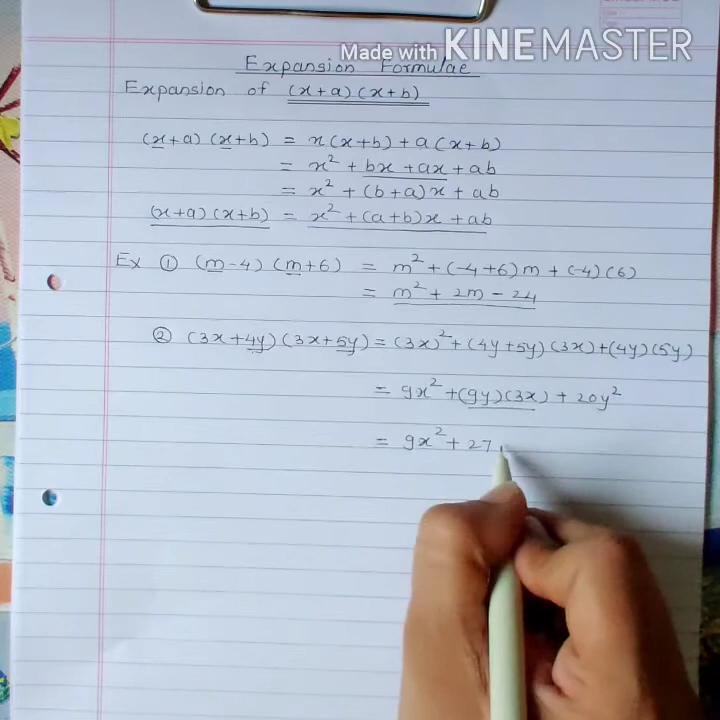 Made with KINEMASTER
Expansion Formulae
Expansion of (x+a)(x+b)
(x+a)(x+b) = x(x+b)+a(x+b)
= x² + bx + ax + ab
= x² + (b+a)x + ab
(x+a)(x+b) = x²+(a+b)x+ab
Ex ① (m-4)(m+6) = m²+(-4+6)m+(-4)(6)
= m²+2m-24
② (3x+4y)(3x+5y) = (3x)²+(4y+5y)(3x)+(4y)(5y)
= 9x²+(9y)(3x)+20y²
= 9x²+27